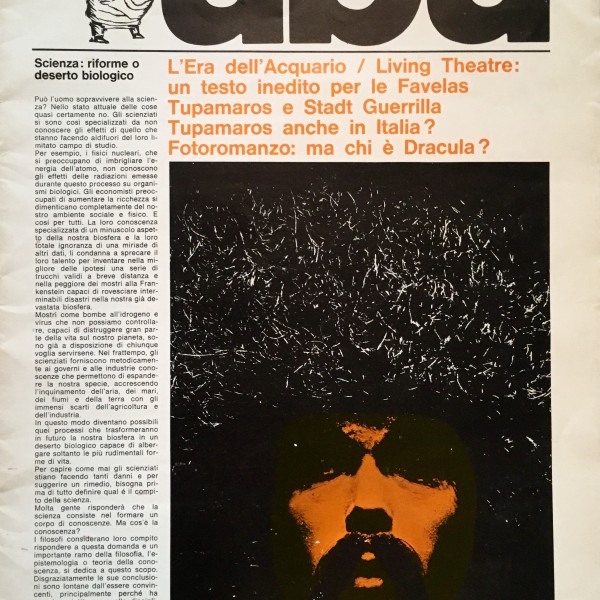 ubu
Scienza: riforme o
deserto biologico
Può l'uomo sopravvivere alla scien-
za? Nello stato attuale delle cose
quasi certamente no. Gli scienziati
si sono così specializzati da non
conoscere gli effetti di quello che
stanno facendo aldifuori del loro li-
mitato campo di studio.
Per esempio, i fisici nucleari, che
si preoccupano di imbrigliare l'e-
nergia dell'atomo, non conoscono
gli effetti delle radiazioni emesse
durante questo processo su organi-
smi biologici. Gli economisti preoc-
cupati di aumentare la ricchezza si
dimenticano completamente del no-
stro ambiente sociale e fisico. E
così per tutti. La loro conoscenza
specializzata di un minuscolo aspet-
to della nostra biosfera e la loro
totale ignoranza di una miriade di
altri dati, li condanna a sprecare il
loro talento per inventare nella mi-
gliore delle ipotesi una serie di
trucchi validi a breve distanza e
nella peggiore dei mostri alla Fran-
kenstein capaci di rovesciare inter-
minabili disastri nella nostra già de-
vastata biosfera.
Mostri come bombe all'idrogeno e
virus che non possiamo controlla-
re, capaci di distruggere gran par-
te della vita sul nostro pianeta, so-
no già a disposizione di chiunque
voglia servirsene. Nel frattempo, gli
scienziati forniscono metodicamen-
te ai governi e alle industrie cono-
scenze che permettono di espande-
re la nostra specie, accrescendo
l'inquinamento dell'aria, dei mari,
dei fiumi e della terra con gli
immensi scarti dell'agricoltura e
dell'industria.
In questo modo diventano possibili
quei processi che trasformeranno
in futuro la nostra biosfera in un
deserto biologico capace di alber-
gare soltanto le più rudimentali for-
me di vita.
Per capire come mai gli scienziati
stiano facendo tanti danni e per
suggerire un rimedio, bisogna pri-
ma di tutto definire qual è il compi-
to della scienza.
Molta gente risponderà che la
scienza consiste nel formare un
corpo di conoscenze. Ma cos'è la
conoscenza?
I filosofi considerano loro compito
rispondere a questa domanda e un
importante ramo della filosofia, l'e-
pistemologia o teoria della cono-
scenza, si dedica a questo scopo.
Disgraziatamente le sue conclusio-
ni sono lontane dall'essere convin-
centi, principalmente perché ha
L'Era dell'Acquario / Living Theatre:
un testo inedito per le Favelas
Tupamaros e Stadt Guerrilla
Tupamaros anche in Italia?
Fotoromanzo: ma chi è Dracula?